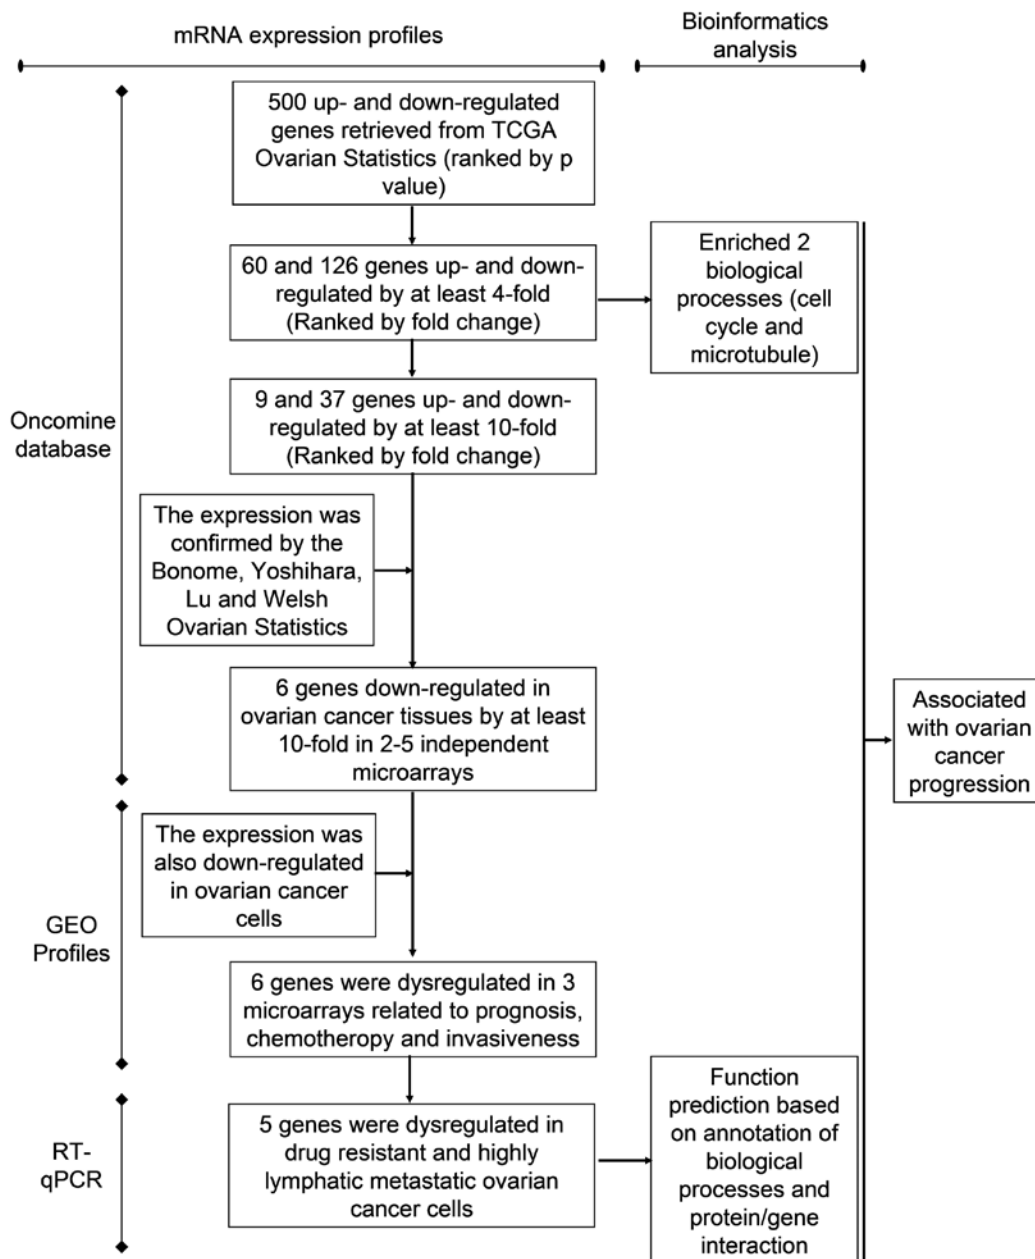 mRNA expression profiles
Bioinformatics
analysis
500 up- and down-regulated
genes retrieved from TCGA
Ovarian Statistics (ranked by p
value)
60 and 126 genes up- and down-
regulated by at least 4-fold
(Ranked by fold change)
Enriched 2
biological
processes (cell
cycle and
microtubule)
9 and 37 genes up- and down-
regulated by at least 10-fold
(Ranked by fold change)
Oncomine
database
The expression was
confirmed by the
Bonome, Yoshihara,
Lu and Welsh
Ovarian Statistics
6 genes down-regulated in
ovarian cancer tissues by at least
10-fold in 2-5 independent
microarrays
Associated
with ovarian
cancer
progression
The expression was
also down-regulated
in ovarian cancer
cells
GEO
Profiles
6 genes were dysregulated in 3
microarrays related to prognosis,
chemotheropy and invasiveness
RT-
qPCR
5 genes were dysregulated in
drug resistant and highly
lymphatic metastatic ovarian
cancer cells
Function
prediction based
on annotation of
biological
processes and
protein/gene
interaction